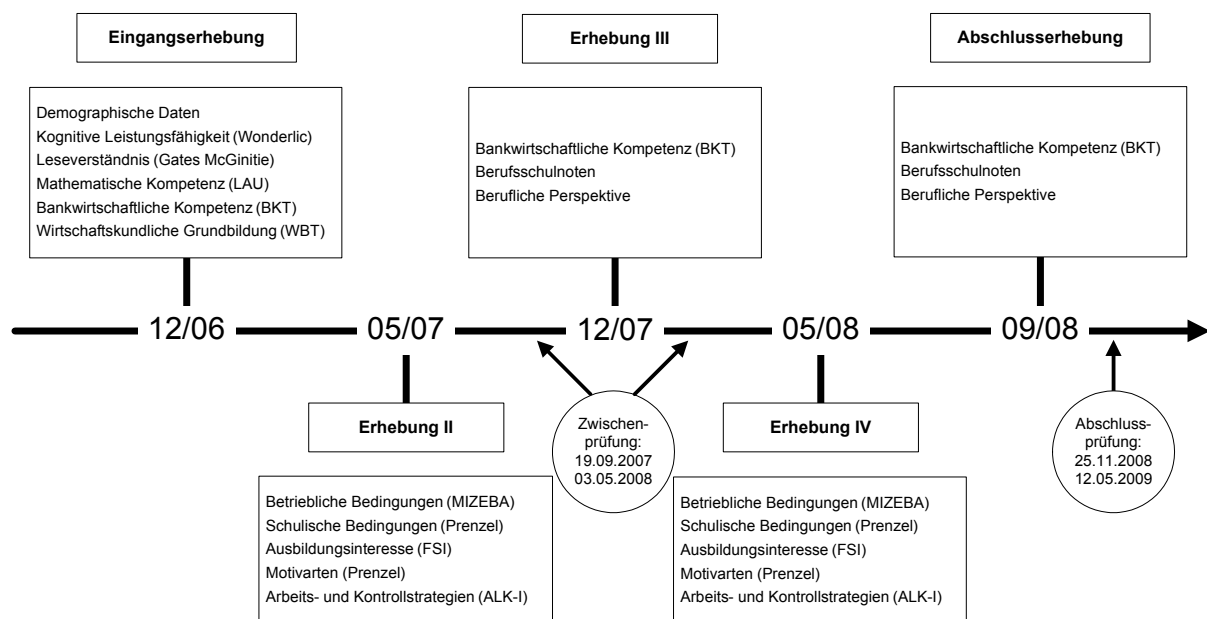 Eingangserhebung
Erhebung III
Abschlusserhebung
Demographische Daten
Kognitive Leistungsfähigkeit (Wonderlic)
Leseverständnis (Gates McGinitie)
Mathematische Kompetenz (LAU)
Bankwirtschaftliche Kompetenz (BKT)
Wirtschaftskundliche Grundbildung (WBT)
Bankwirtschaftliche Kompetenz (BKT)
Berufsschulnoten
Berufliche Perspektive
Bankwirtschaftliche Kompetenz (BKT)
Berufsschulnoten
Berufliche Perspektive
12/06
05/07
12/07
05/08
09/08
Erhebung II
Zwischen-
prüfung:
19.09.2007
03.05.2008
Erhebung IV
Abschluss-
prüfung:
25.11.2008
12.05.2009
Betriebliche Bedingungen (MIZEBA)
Schulische Bedingungen (Prenzel)
Ausbildungsinteresse (FSI)
Motivarten (Prenzel)
Arbeits- und Kontrollstrategien (ALK-I)
Betriebliche Bedingungen (MIZEBA)
Schulische Bedingungen (Prenzel)
Ausbildungsinteresse (FSI)
Motivarten (Prenzel)
Arbeits- und Kontrollstrategien (ALK-I)